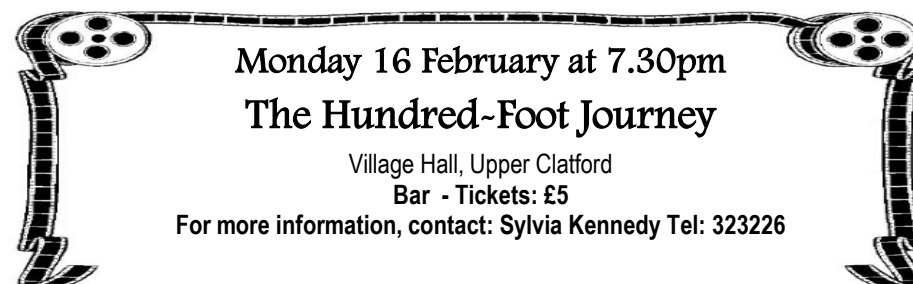 Monday 16 February at 7.30pm
The Hundred-Foot Journey
Village Hall, Upper Clatford
Bar - Tickets: £5
For more information, contact: Sylvia Kennedy Tel: 323226